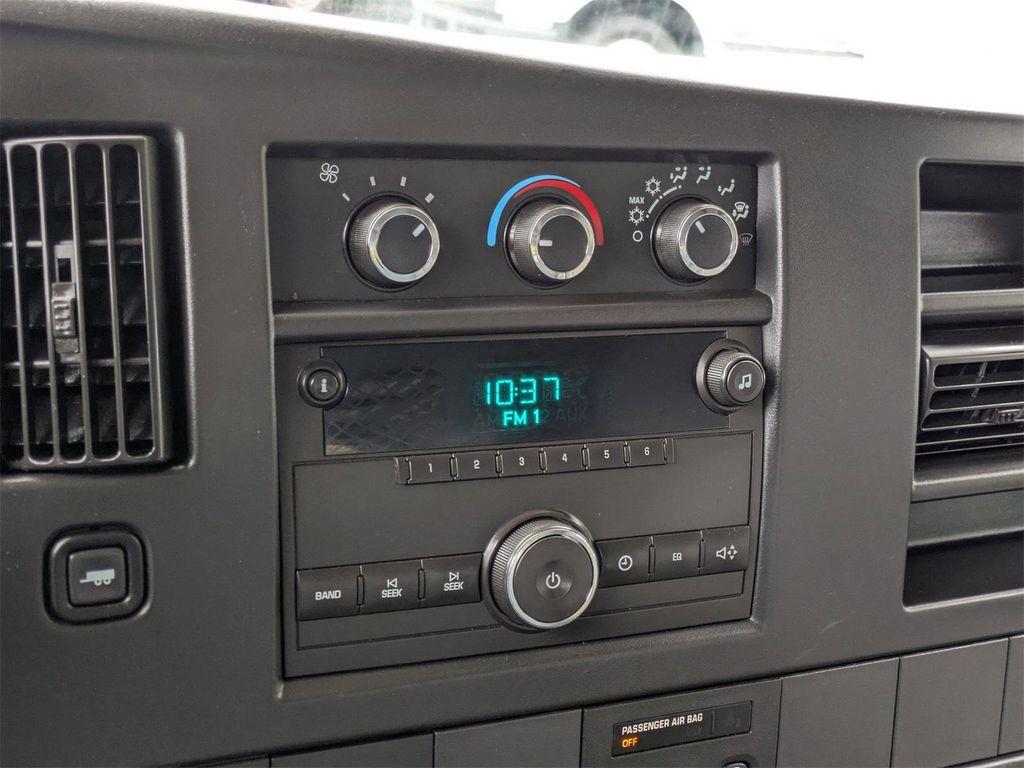 MAX
10:37
FM 1
1 2 3 4 5 6
BAND SEEK SEEK EQ
PASSENGER AIR BAG
OFF